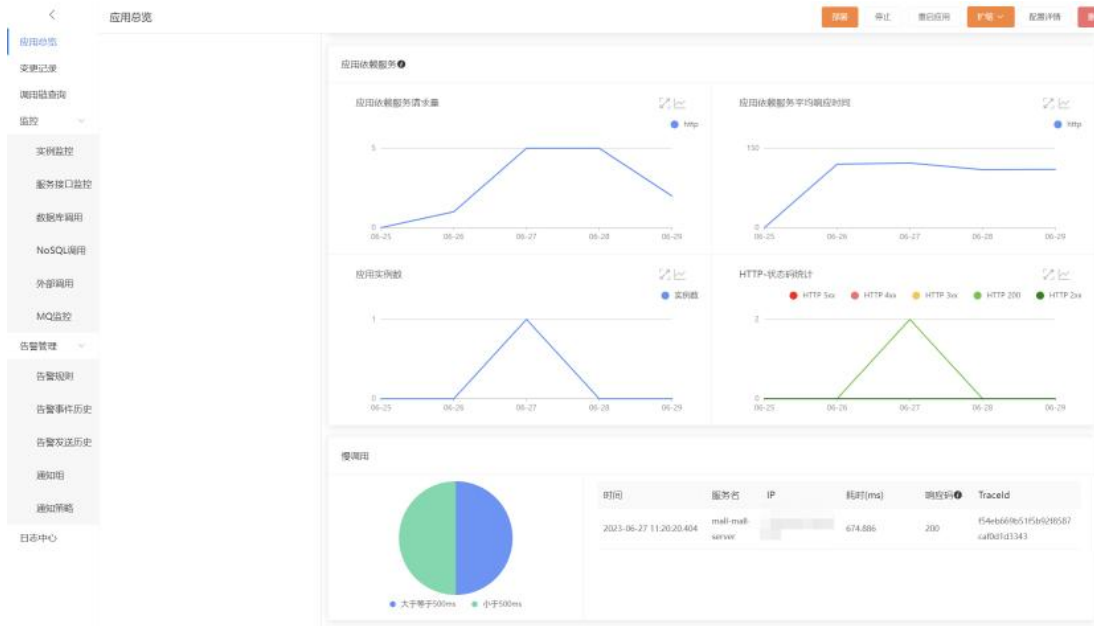 应用总览
部署
停止
重启应用
扩缩
配置详情
应用总览
变更记录
调用链查询
监控
实例监控
服务接口监控
数据库调用
NoSQL调用
外部调用
MQ监控
告警管理
告警规则
告警事件历史
告警发送历史
通知组
通知策略
日志中心
应用依赖服务
应用依赖服务请求量
http
5
0
06-25 06-26 06-27 06-28 06-29
应用依赖服务平均响应时间
http
150
0
06-25 06-26 06-27 06-28 06-29
应用实例数
实例数
1
0
06-25 06-26 06-27 06-28 06-29
HTTP-状态码统计
HTTP 5xx HTTP 4xx HTTP 3xx HTTP 200 HTTP 2xx
2
0
06-25 06-26 06-27 06-28 06-29
慢调用
大于等于500ms 小于500ms
时间 服务名 IP 耗时(ms) 响应码 TraceId
2023-06-27 11:20:20.404 mall-mall-server 674.886 200